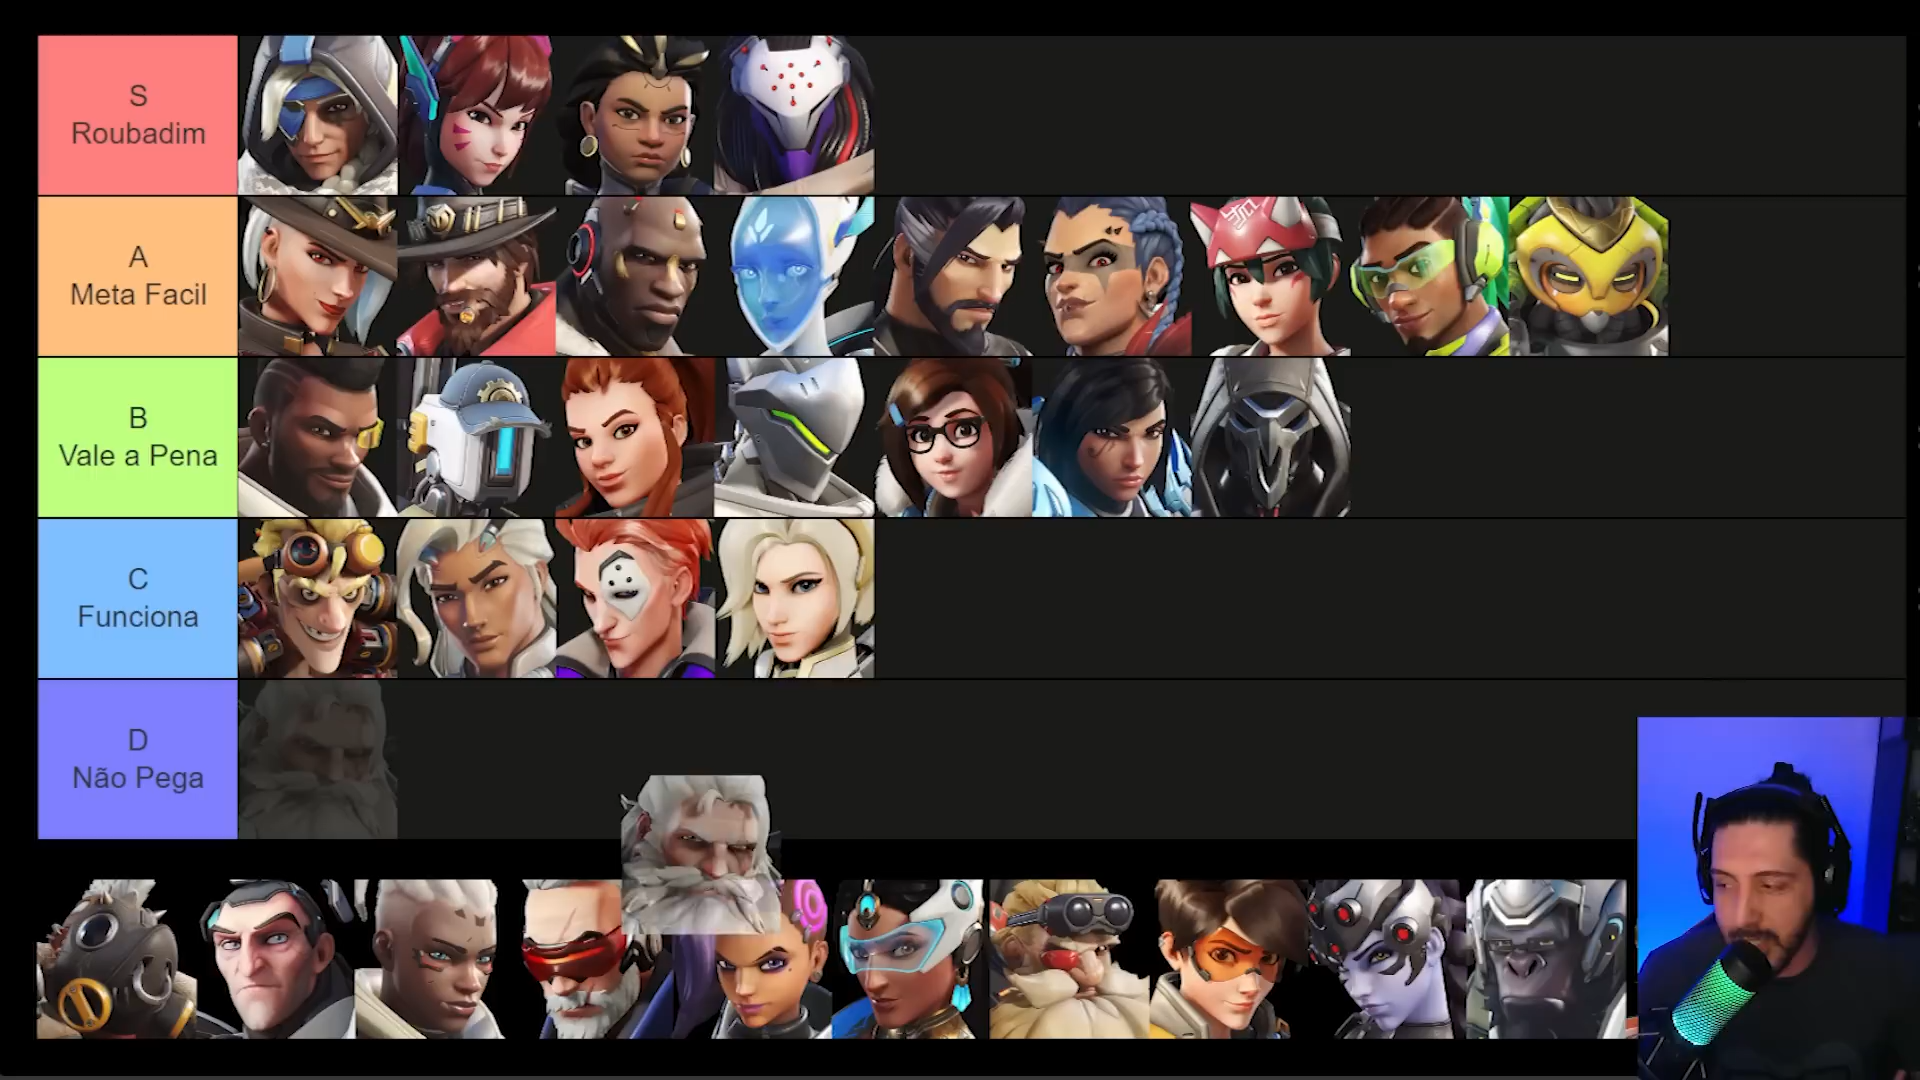 S
Roubadim
A
Meta Facil
B
Vale a Pena
C
Funciona
D
Não Pega